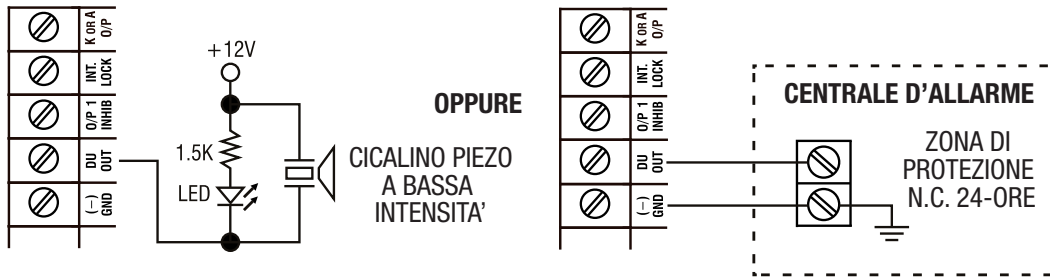 K OR A
O/P
INT.
LOCK
O/P 1
INHIB
DU
OUT
(–)
GND
+12V
1.5K
LED
CICALINO PIEZO
A BASSA
INTENSITA'
OPPURE
K OR A
O/P
INT.
LOCK
O/P 1
INHIB
DU
OUT
(–)
GND
CENTRALE D'ALLARME
ZONA DI
PROTEZIONE
N.C. 24-ORE